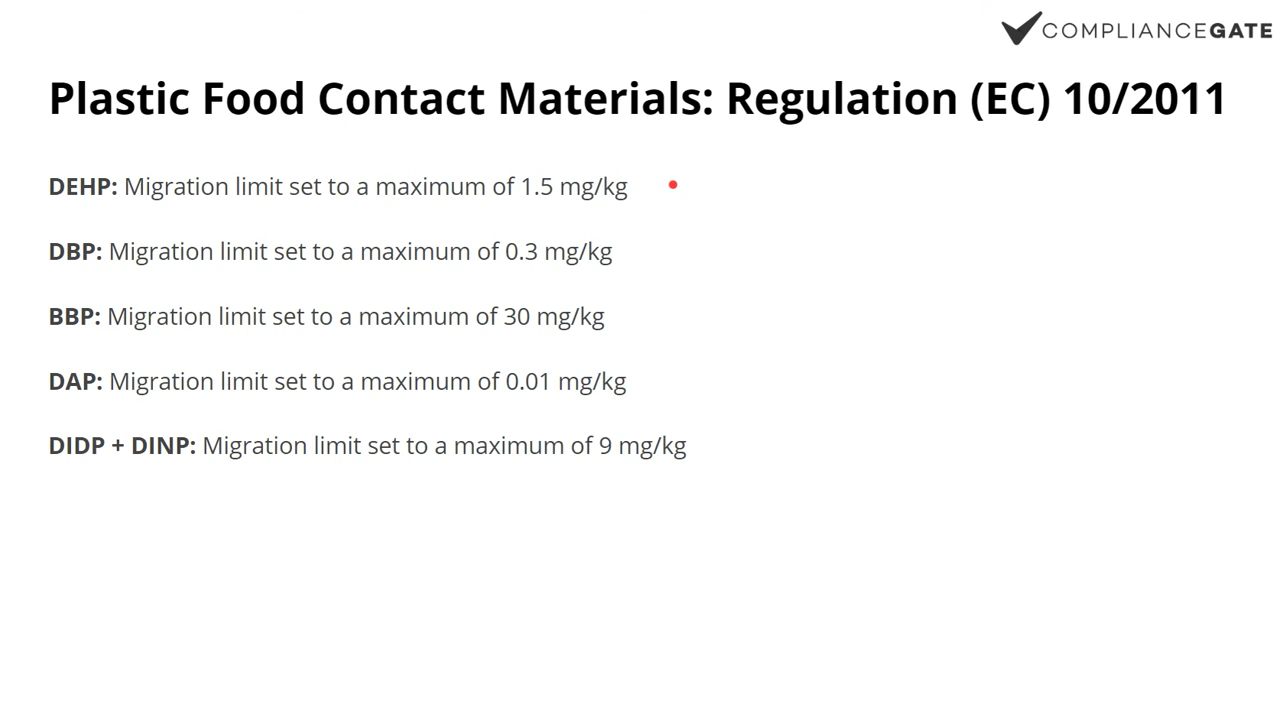 COMPLIANCEGATE
Plastic Food Contact Materials: Regulation (EC) 10/2011
DEHP: Migration limit set to a maximum of 1.5 mg/kg
DBP: Migration limit set to a maximum of 0.3 mg/kg
BBP: Migration limit set to a maximum of 30 mg/kg
DAP: Migration limit set to a maximum of 0.01 mg/kg
DIDP + DINP: Migration limit set to a maximum of 9 mg/kg